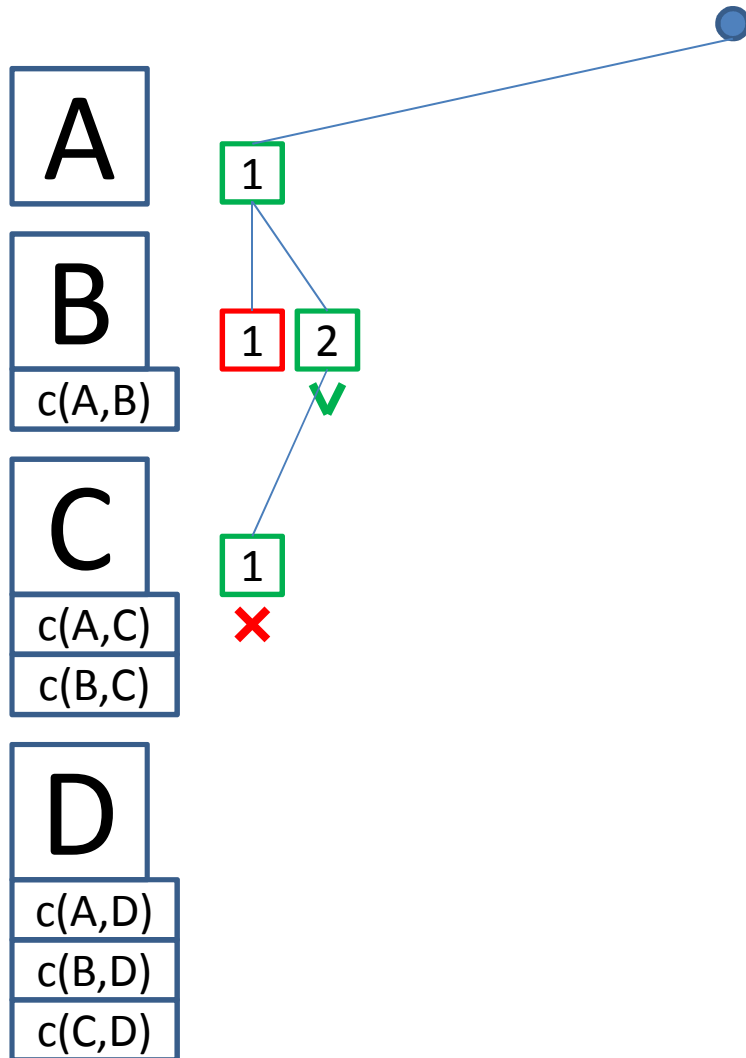 A
1
B
1 2
c(A,B)
C
1
c(A,C)
c(B,C)
D
c(A,D)
c(B,D)
c(C,D)